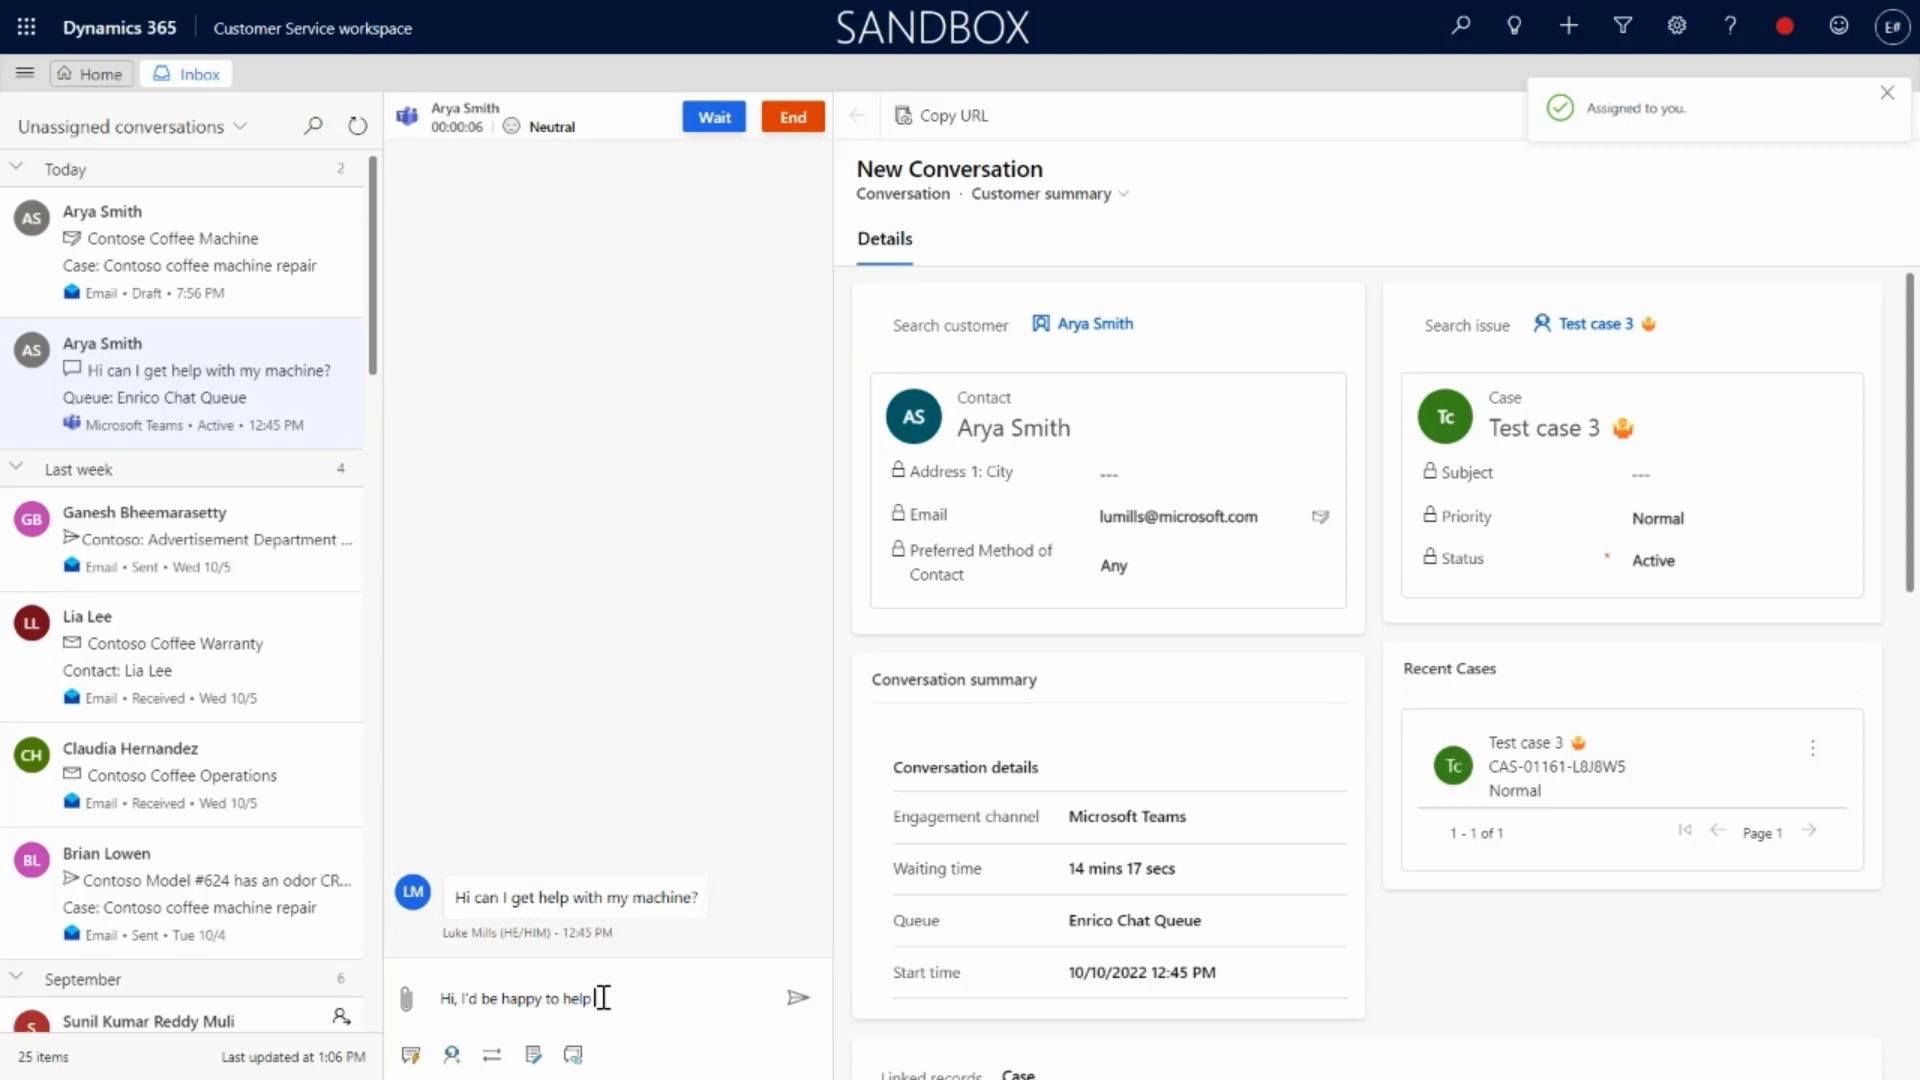 Dynamics 365
Customer Service workspace
SANDBOX
E#
Home
Inbox
Assigned to you.
Unassigned conversations
Today
2
AS
Arya Smith
Contose Coffee Machine
Case: Contoso coffee machine repair
Email • Draft • 7:56 PM
AS
Arya Smith
Hi can I get help with my machine?
Queue: Enrico Chat Queue
Microsoft Teams • Active • 12:45 PM
Last week
4
GB
Ganesh Bheemarasetty
Contoso: Advertisement Department ...
Email • Sent • Wed 10/5
LL
Lia Lee
Contoso Coffee Warranty
Contact: Lia Lee
Email • Received • Wed 10/5
CH
Claudia Hernandez
Contoso Coffee Operations
Email • Received • Wed 10/5
BL
Brian Lowen
Contoso Model #624 has an odor CR...
Case: Contoso coffee machine repair
Email • Sent • Tue 10/4
September
6
S
Sunil Kumar Reddy Muli
25 items
Last updated at 1:06 PM
Arya Smith
00:00:06
Neutral
Wait
End
LM
Hi can I get help with my machine?
Luke Mills (HE/HIM) - 12:45 PM
Hi, I'd be happy to help
Copy URL
New Conversation
Conversation · Customer summary
Details
Search customer
Arya Smith
AS
Contact
Arya Smith
Address 1: City
---
Email
lumills@microsoft.com
Preferred Method of
Contact
Any
Conversation summary
Conversation details
Engagement channel
Microsoft Teams
Waiting time
14 mins 17 secs
Queue
Enrico Chat Queue
Start time
10/10/2022 12:45 PM
Linked records
Case
Search issue
Test case 3
Tc
Case
Test case 3
Subject
---
Priority
Normal
Status
*
Active
Recent Cases
Tc
Test case 3
CAS-01161-L8J8W5
Normal
1 - 1 of 1
Page 1